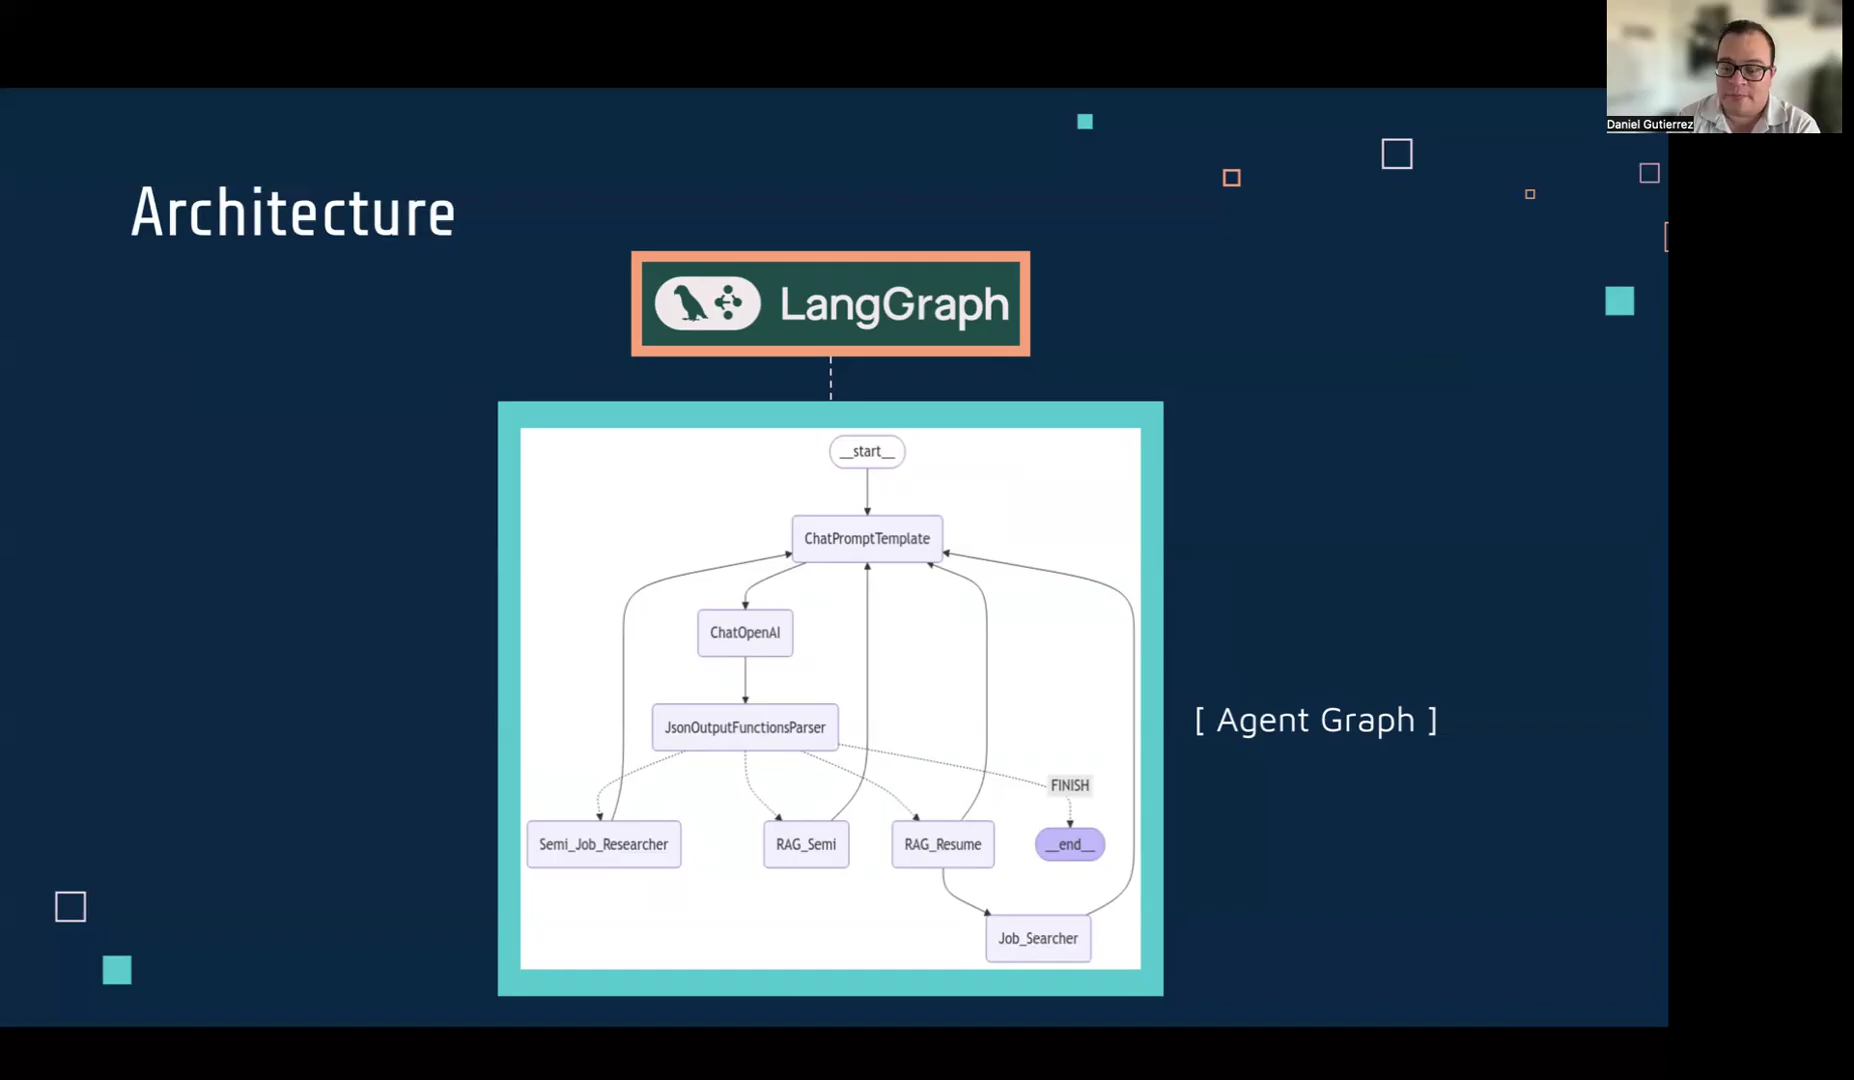 Daniel Gutierrez
Architecture
LangGraph
__start__
ChatPromptTemplate
ChatOpenAI
JsonOutputFunctionsParser
[ Agent Graph ]
FINISH
Semi_Job_Researcher
RAG_Semi
RAG_Resume
__end__
Job_Searcher